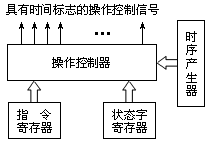 具有时间标志的操作控制信号
…
操作控制器
时序产生器
指 令
寄存器
状态字
寄存器